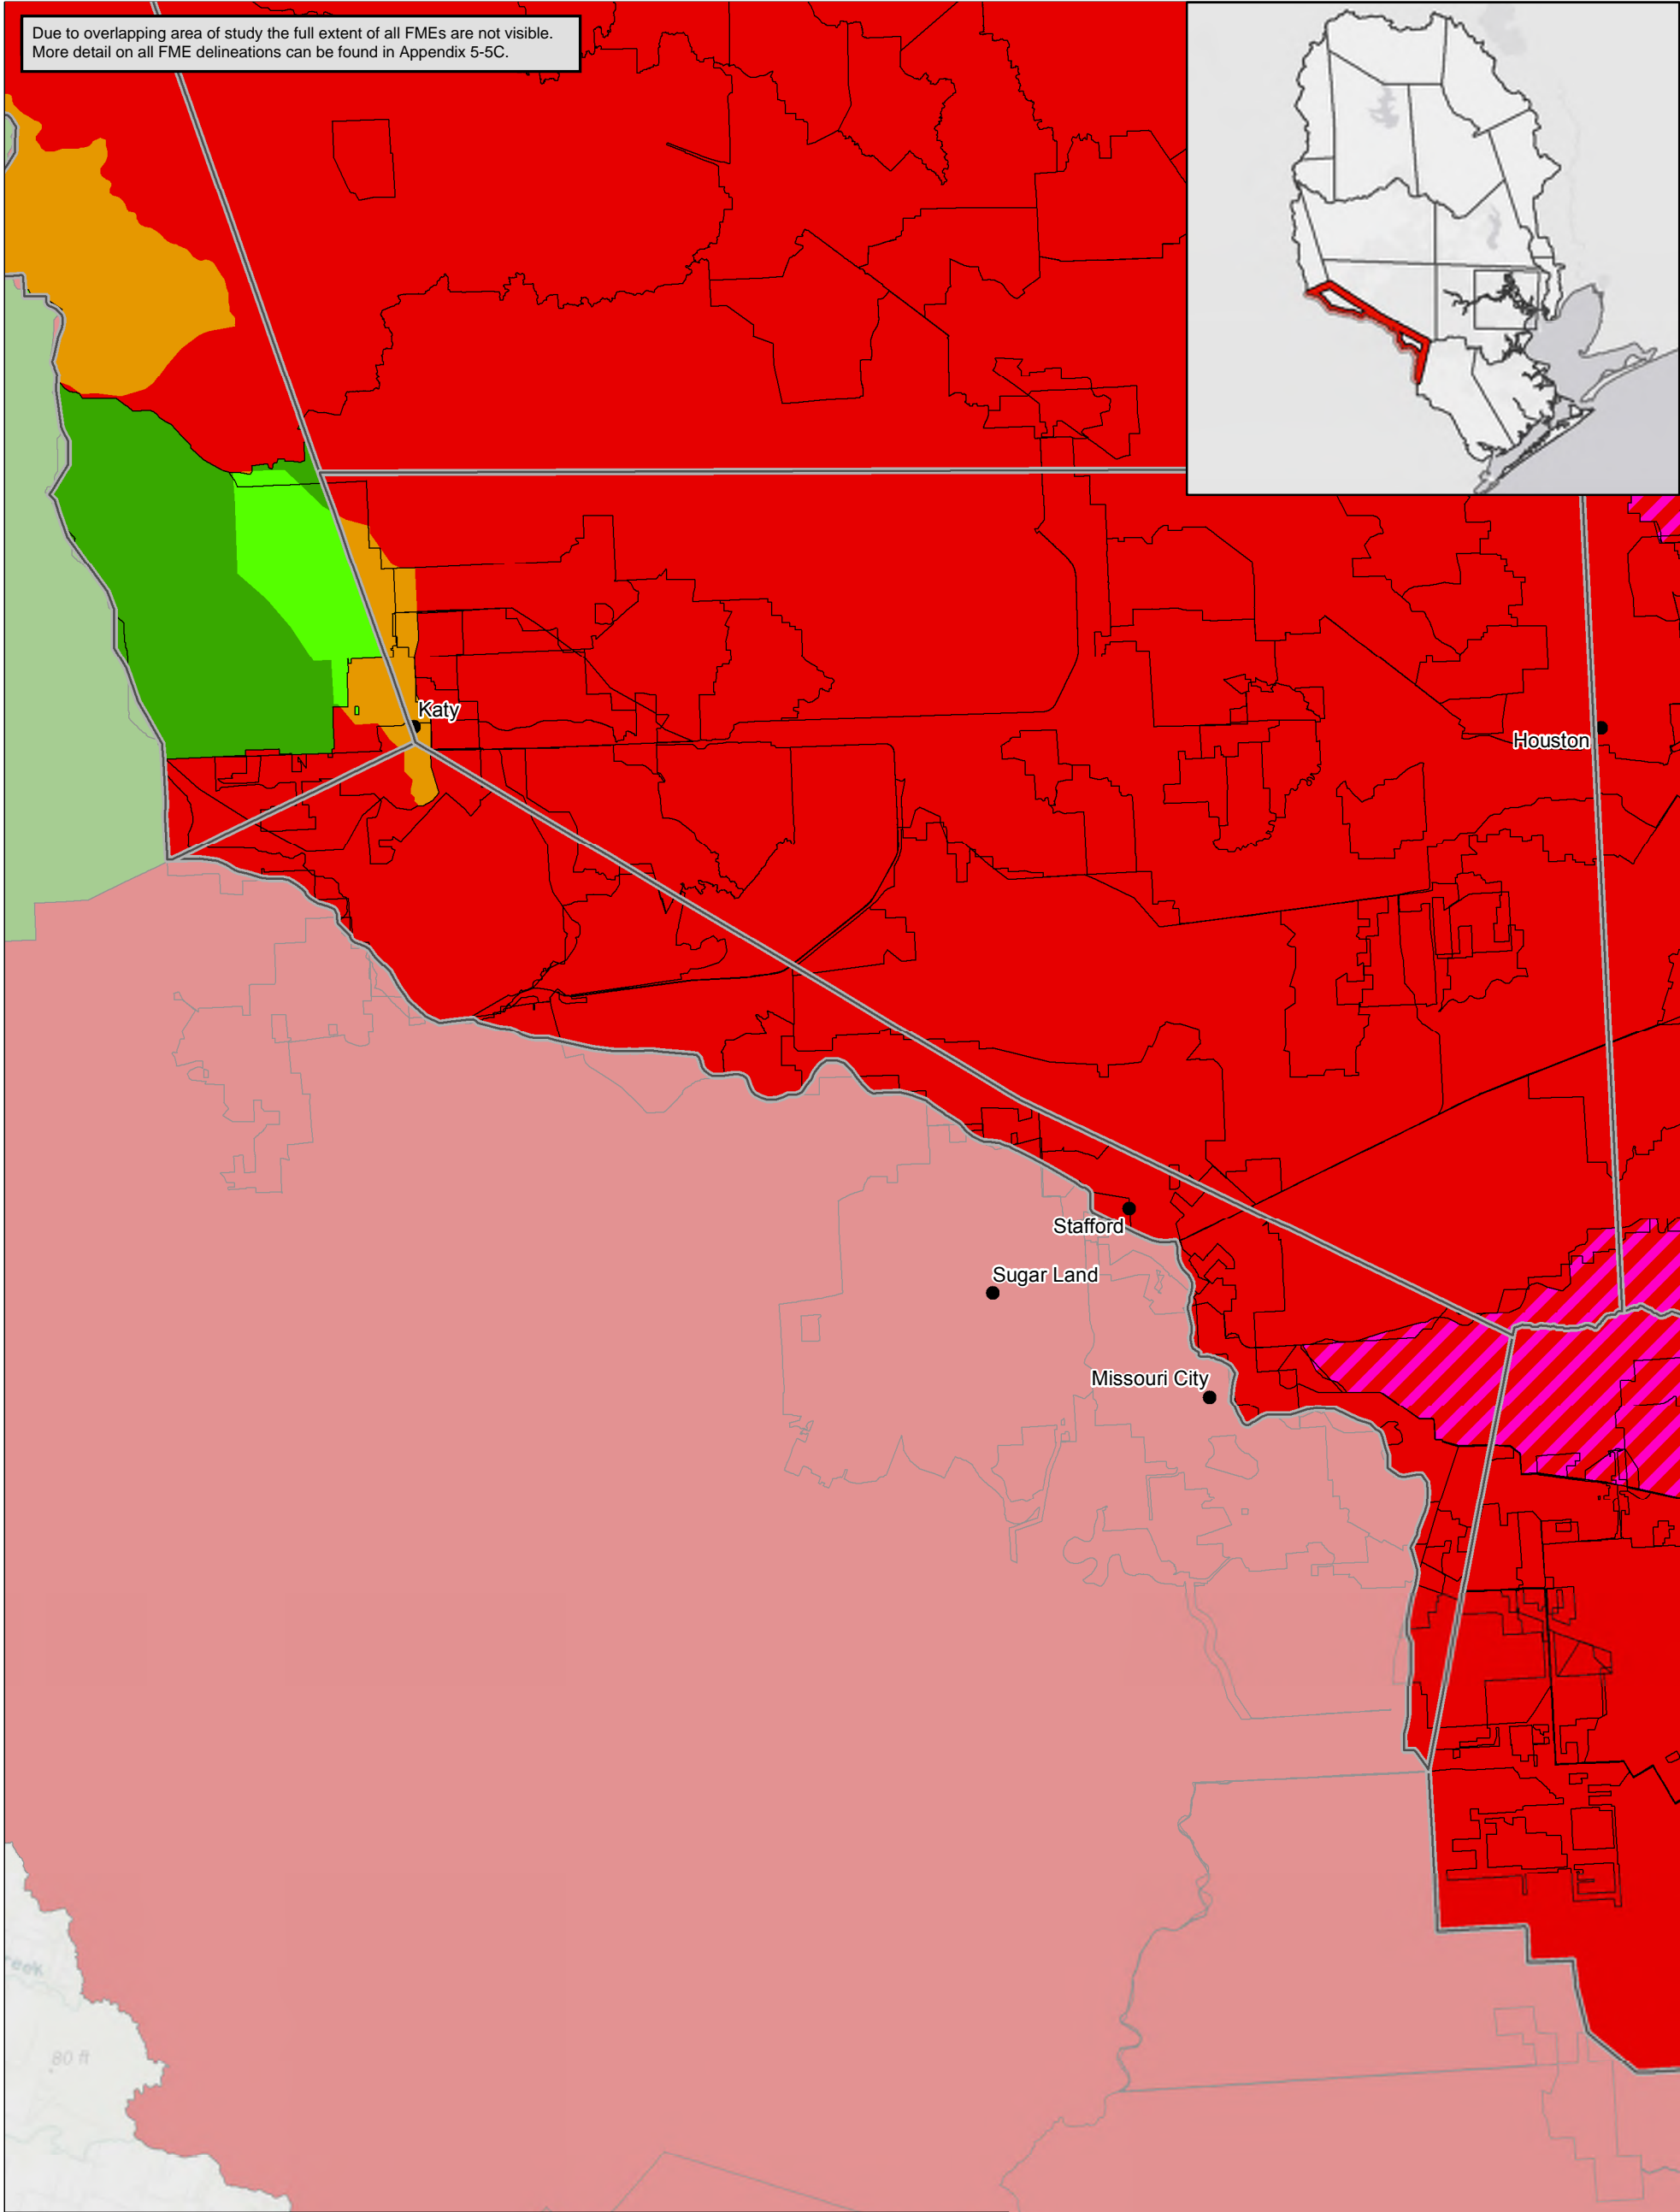 Due to overlapping area of study the full extent of all FMEs are not visible.
More detail on all FME delineations can be found in Appendix 5-5C.
Katy
Houston
Stafford
Sugar Land
Missouri City
80 ft